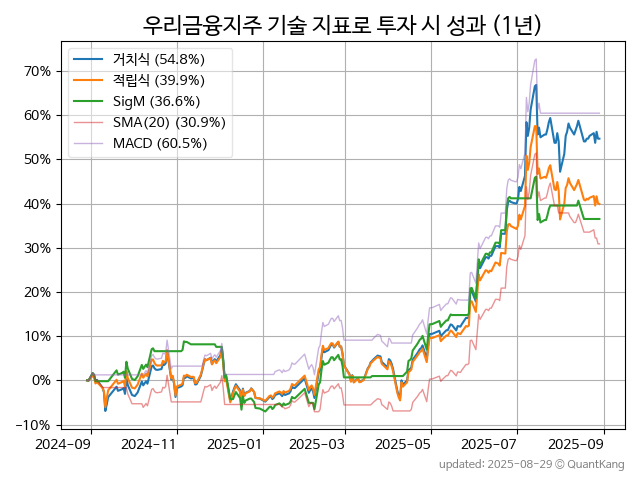 우리금융지주 기술 지표로 투자 시 성과 (1년)
거치식 (54.8%)
적립식 (39.9%)
SigM (36.6%)
SMA(20) (30.9%)
MACD (60.5%)
70%
60%
50%
40%
30%
20%
10%
0%
−10%
2024-09 2024-11 2025-01 2025-03 2025-05 2025-07 2025-09
updated: 2025-08-29 © QuantKang